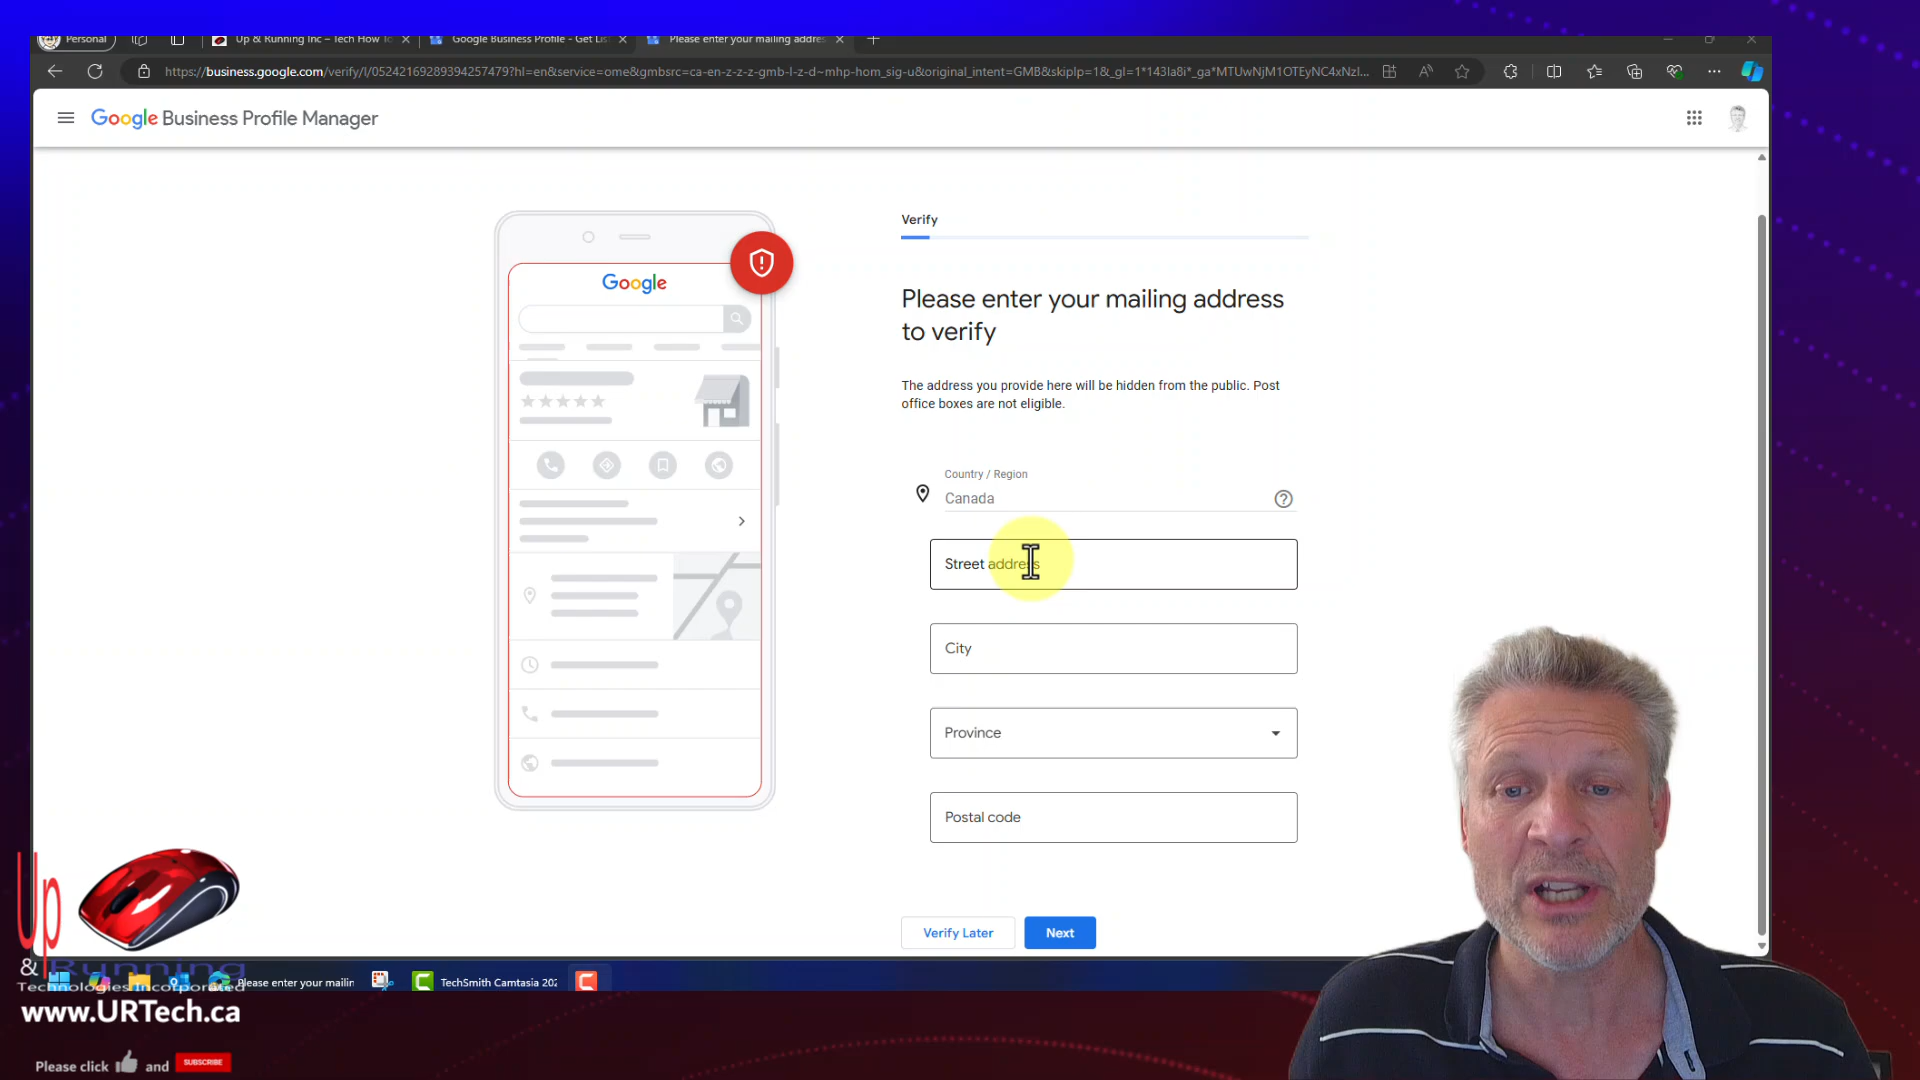 Personal
Up & Running Inc – Tech How To
Google Business Profile - Get Lis
Please enter your mailing addres
https://business.google.com/verify/l/05242169289394257479?hl=en&service=ome&gmbsrc=ca-en-z-z-z-gmb-l-z-d~mhp-hom_sig-u&original_intent=GMB&skipIp=1&_gl=1*143la8i*_ga*MTUwNjM1OTEyNC4xNzI...
Google Business Profile Manager
Verify
Google
Please enter your mailing address
to verify
The address you provide here will be hidden from the public. Post
office boxes are not eligible.
Country / Region
Canada
Street address
City
Province
Postal code
Verify Later
Next
Up
& Running
Technologies Incorporated
Please enter your mailin
TechSmith Camtasia 202
www.URTech.ca
Please click and SUBSCRIBE